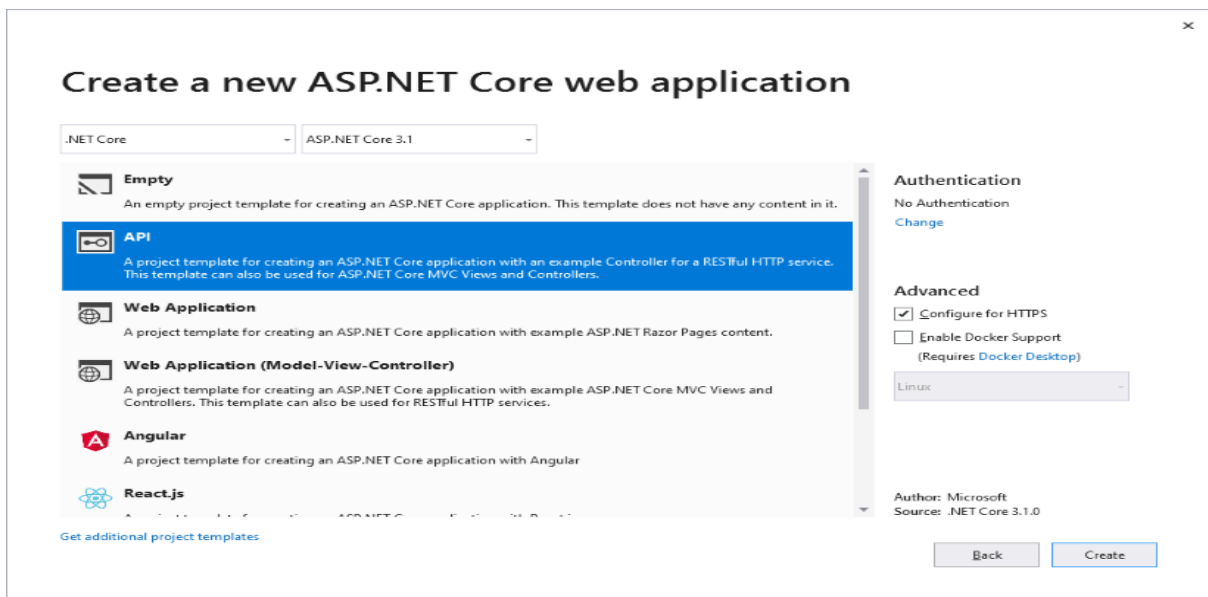 ×
Create a new ASP.NET Core web application
.NET Core
ASP.NET Core 3.1
Empty
An empty project template for creating an ASP.NET Core application. This template does not have any content in it.
API
A project template for creating an ASP.NET Core application with an example Controller for a RESTful HTTP service.
This template can also be used for ASP.NET Core MVC Views and Controllers.
Web Application
A project template for creating an ASP.NET Core application with example ASP.NET Razor Pages content.
Web Application (Model-View-Controller)
A project template for creating an ASP.NET Core application with example ASP.NET Core MVC Views and
Controllers. This template can also be used for RESTful HTTP services.
Angular
A project template for creating an ASP.NET Core application with Angular
React.js
Get additional project templates
Authentication
No Authentication
Change
Advanced
Configure for HTTPS
Enable Docker Support
(Requires Docker Desktop)
Linux
Author: Microsoft
Source: .NET Core 3.1.0
Back
Create